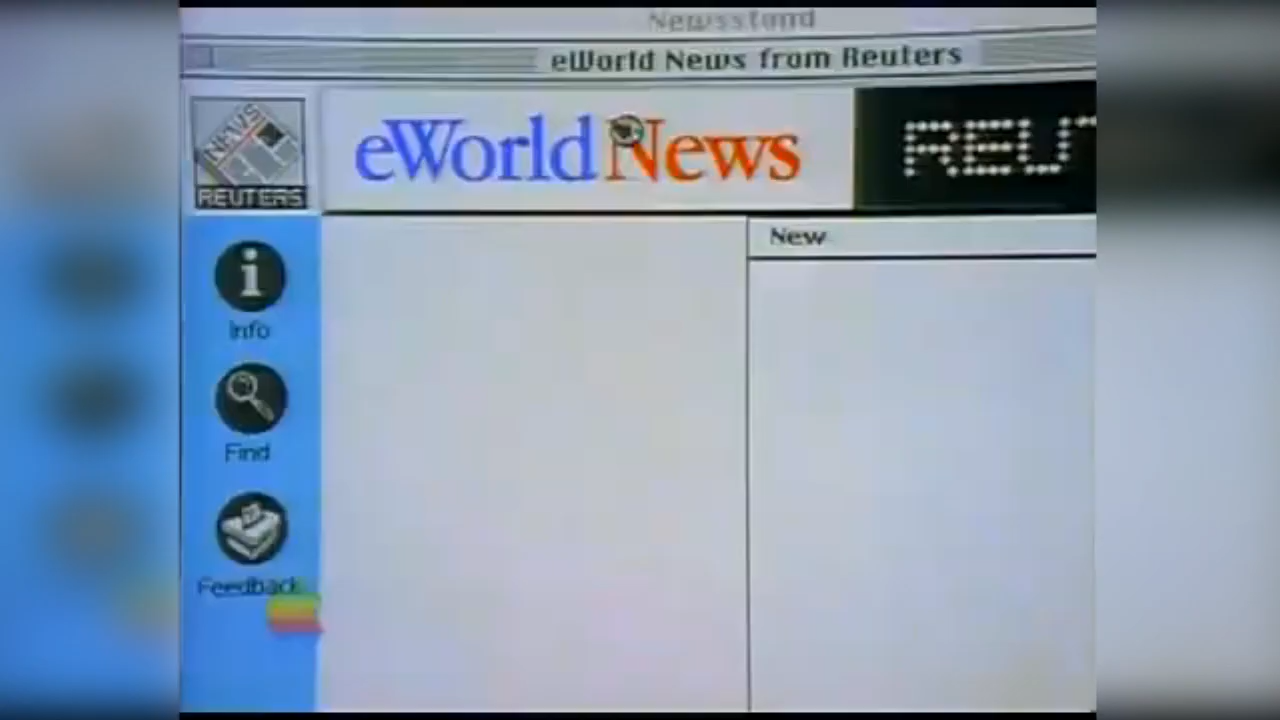 Newsstand
eWorld News from Reuters
NEWS
REUTERS
eWorld News
REU
New
Info
Find
Feedback